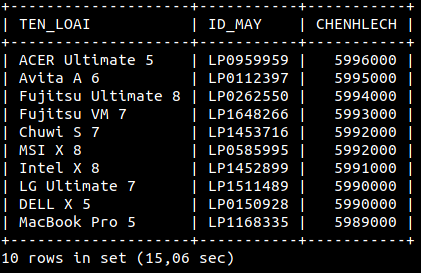 +--------------------+-----------+-----------+
| TEN_LOAI           | ID_MAY    | CHENHLECH |
+--------------------+-----------+-----------+
| ACER Ultimate 5    | LP0959959 |   5996000 |
| Avita A 6          | LP0112397 |   5995000 |
| Fujitsu Ultimate 8 | LP0262550 |   5994000 |
| Fujitsu VM 7       | LP1648266 |   5993000 |
| Chuwi S 7          | LP1453716 |   5992000 |
| MSI X 8            | LP0585995 |   5992000 |
| Intel X 8          | LP1452899 |   5991000 |
| LG Ultimate 7      | LP1511489 |   5990000 |
| DELL X 5           | LP0150928 |   5990000 |
| MacBook Pro 5      | LP1168335 |   5989000 |
+--------------------+-----------+-----------+
10 rows in set (15,06 sec)